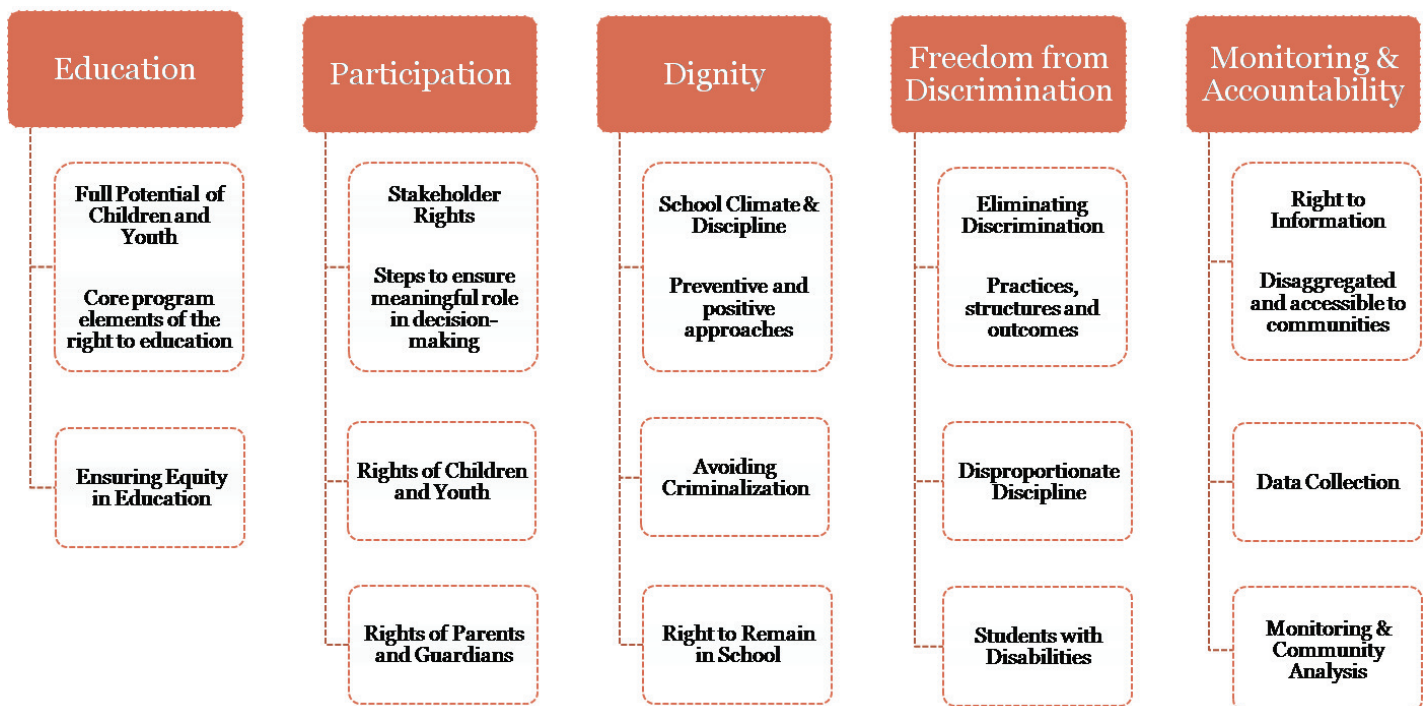 Education
Full Potential of
Children and
Youth
Core program
elements of the
right to education
Ensuring Equity
in Education
Participation
Stakeholder
Rights
Steps to ensure
meaningful role
in decision-
making
Rights of Children
and Youth
Rights of Parents
and Guardians
Dignity
School Climate &
Discipline
Preventive and
positive
approaches
Avoiding
Criminalization
Right to Remain
in School
Freedom from
Discrimination
Eliminating
Discrimination
Practices,
structures and
outcomes
Disproportionate
Discipline
Students with
Disabilities
Monitoring &
Accountability
Right to
Information
Disaggregated
and accessible to
communities
Data Collection
Monitoring &
Community
Analysis